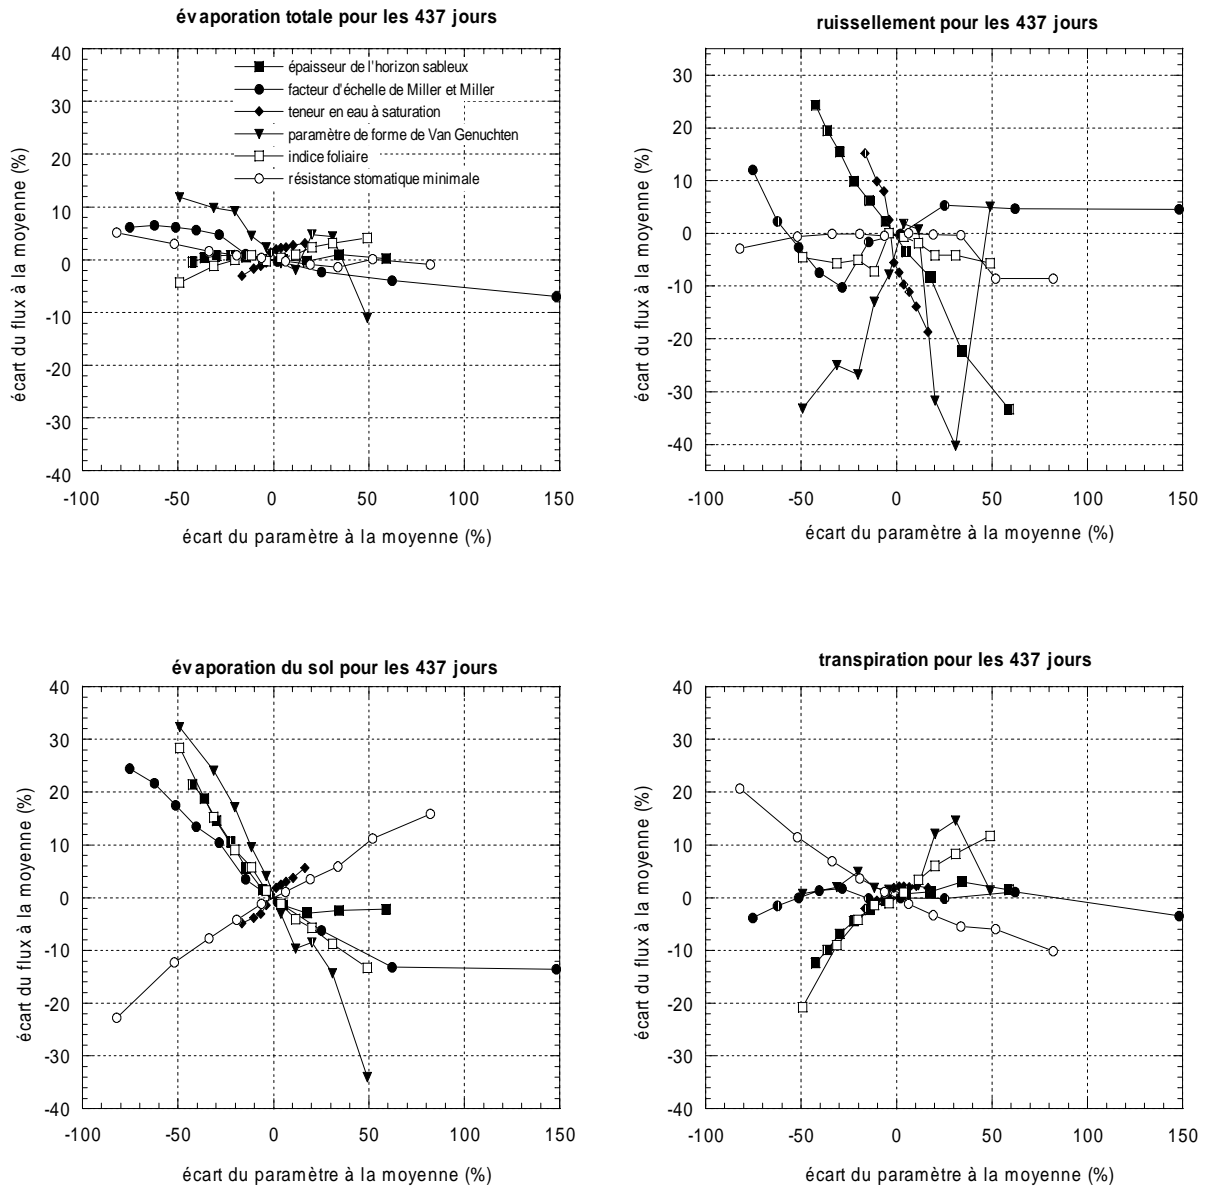 évaporation totale pour les 437 jours
40
30
20
10
0
-10
-20
-30
-40
écart du flux à la moyenne (%)
épaisseur de l'horizon sableux
facteur d'échelle de Miller et Miller
teneur en eau à saturation
paramètre de forme de Van Genuchten
indice foliaire
résistance stomatique minimale
-100 -50 0 50 100 150
écart du paramètre à la moyenne (%)
ruissellement pour les 437 jours
30
20
10
0
-10
-20
-30
-40
écart du flux à la moyenne (%)
-100 -50 0 50 100 150
écart du paramètre à la moyenne (%)
évaporation du sol pour les 437 jours
40
30
20
10
0
-10
-20
-30
-40
écart du flux à la moyenne (%)
-100 -50 0 50 100 150
écart du paramètre à la moyenne (%)
transpiration pour les 437 jours
40
30
20
10
0
-10
-20
-30
-40
écart du flux à la moyenne (%)
-100 -50 0 50 100 150
écart du paramètre à la moyenne (%)